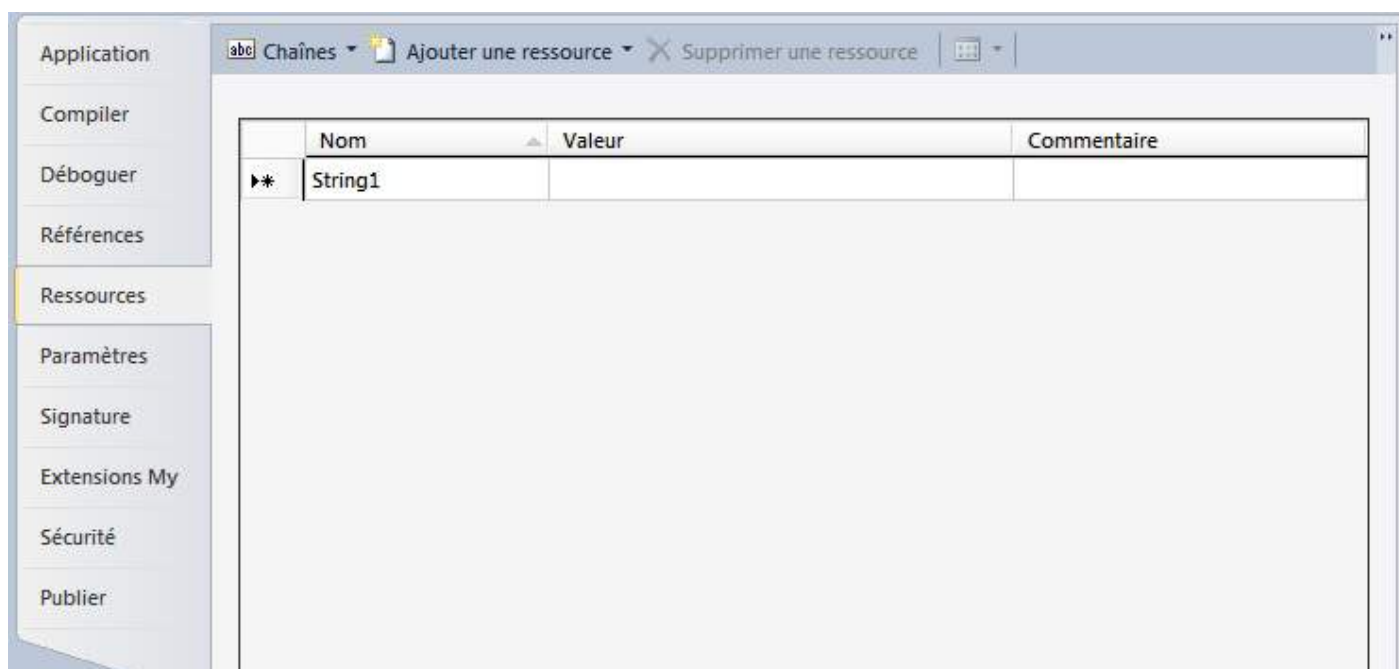 Application
Compiler
Déboguer
Références
Ressources
Paramètres
Signature
Extensions My
Sécurité
Publier
abc Chaînes Ajouter une ressource Supprimer une ressource
Nom Valeur Commentaire
String1